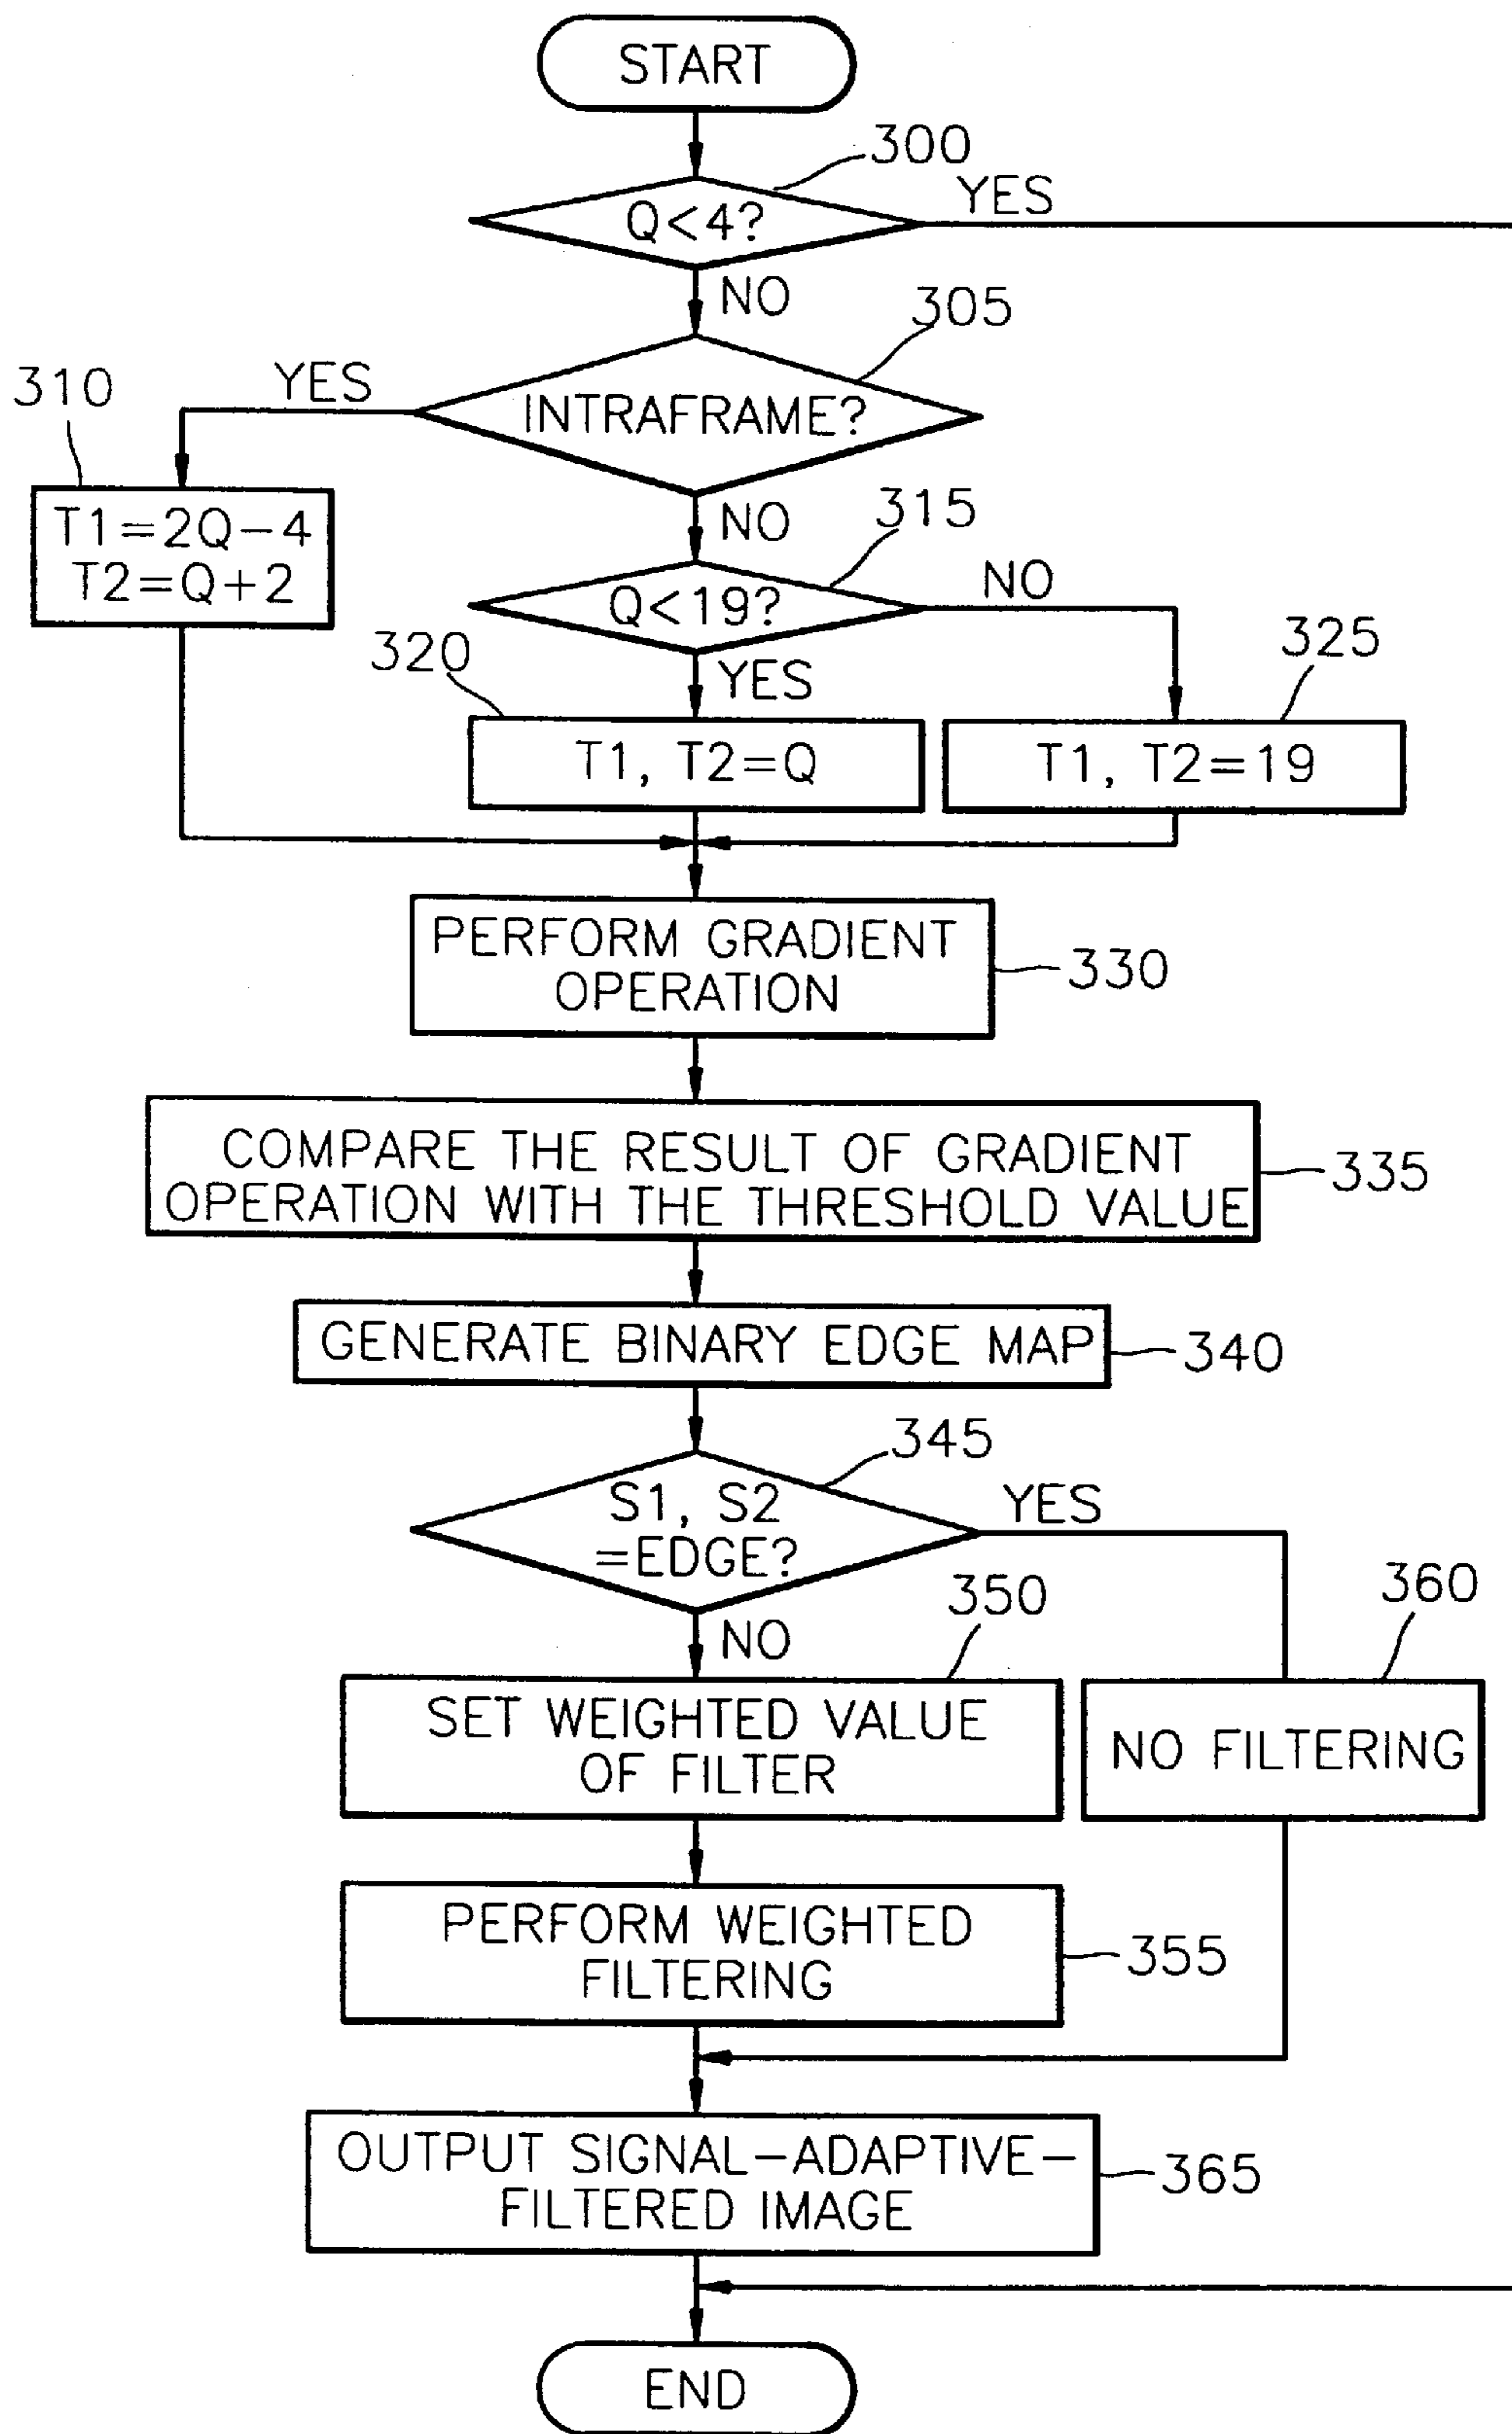 START
300
YES
Q<4?
NO
305
310
YES
INTRAFRAME?
T1=2Q-4
T2=Q+2
NO
315
Q<19?
NO
320
YES
325
T1, T2=Q
T1, T2=19
PERFORM GRADIENT
OPERATION
330
COMPARE THE RESULT OF GRADIENT
OPERATION WITH THE THRESHOLD VALUE
335
GENERATE BINARY EDGE MAP
340
345
S1, S2
=EDGE?
YES
NO
350
360
SET WEIGHTED VALUE
OF FILTER
NO FILTERING
PERFORM WEIGHTED
FILTERING
355
OUTPUT SIGNAL-ADAPTIVE-
FILTERED IMAGE
365
END